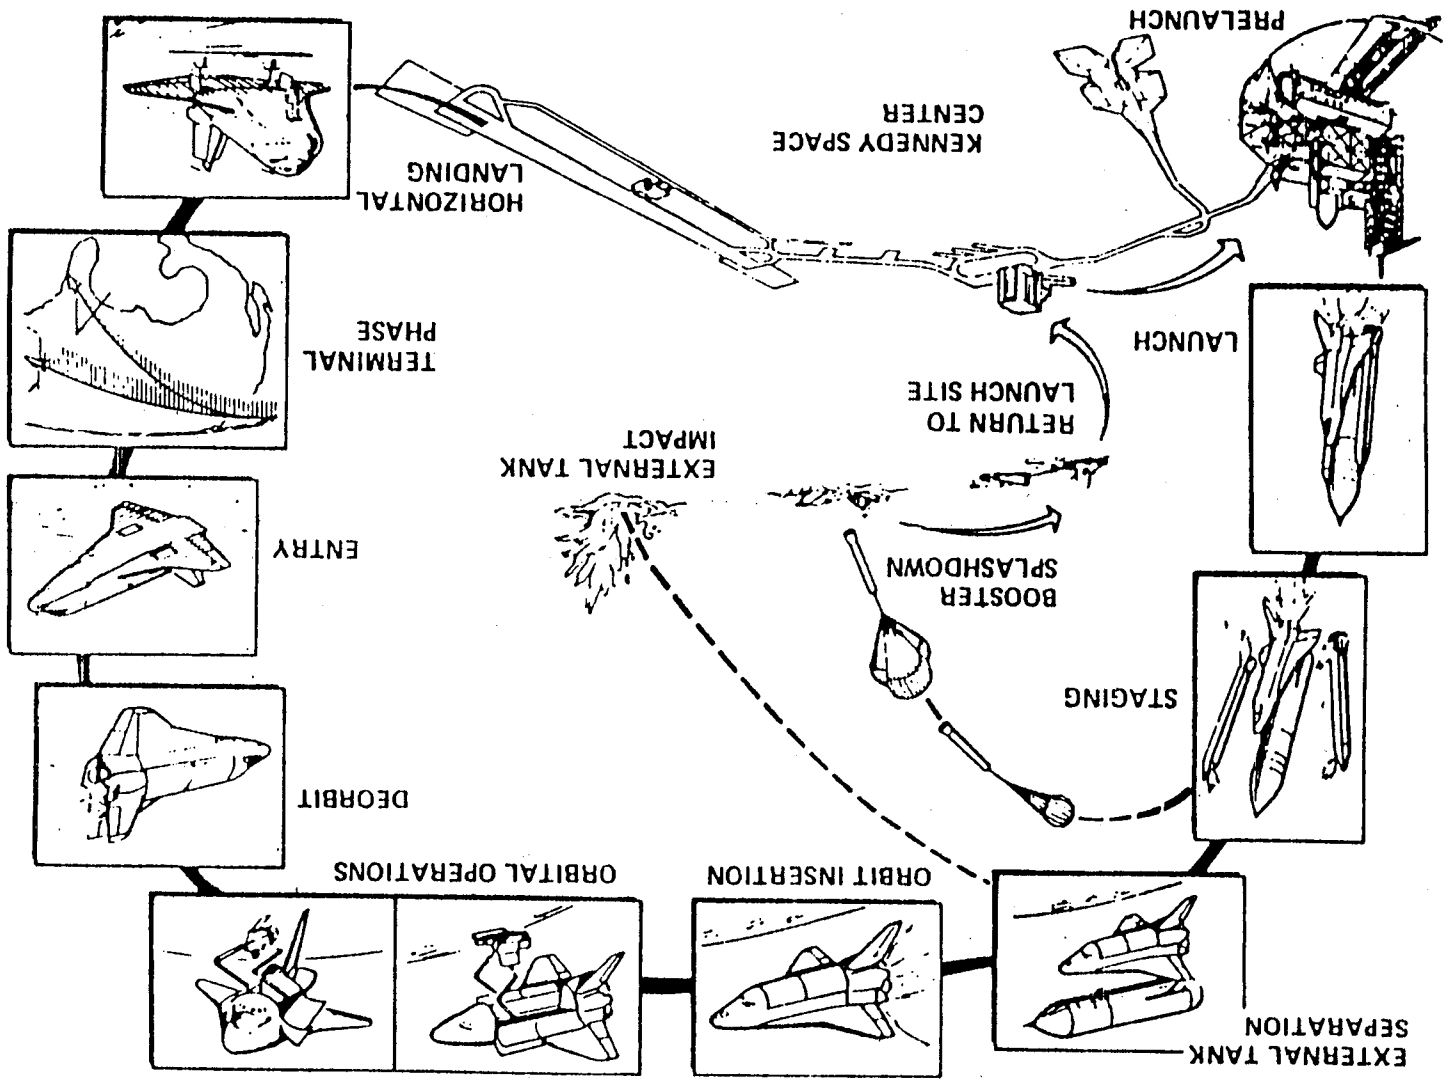 EXTERNAL TANK
SEPARATION
ORBIT INSERTION
ORBITAL OPERATIONS
STAGING
DEORBIT
BOOSTER
SPLASHDOWN
ENTRY
EXTERNAL TANK
IMPACT
RETURN TO
LAUNCH SITE
LAUNCH
TERMINAL
PHASE
HORIZONTAL
LANDING
KENNEDY SPACE
CENTER
PRELAUNCH